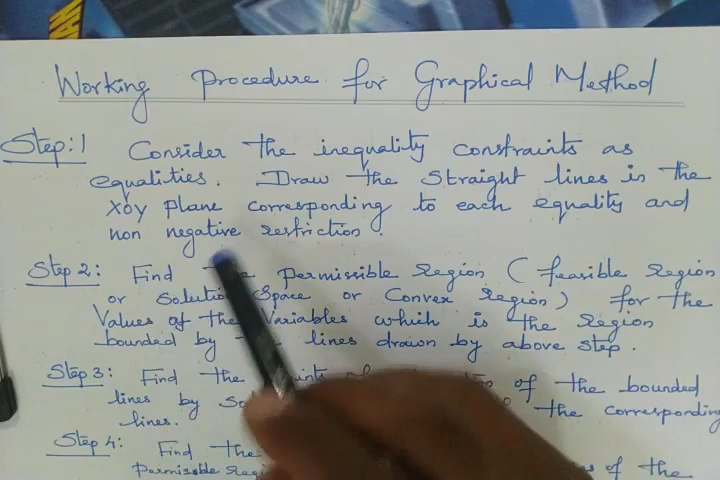 Working Procedure for Graphical Method
Step:1 Consider the inequality constraints as
equalities. Draw the straight lines in the
XOY plane corresponding to each equality and
non negative restriction.
Step 2: Find the permissible region (feasible region
or Solution Space or Convex region) for the
Values of the Variables which is the region
bounded by lines drawn by above step.
Step 3: Find the of the bounded
lines by the corresponding
lines.
Step 4: Find the
permissible of the